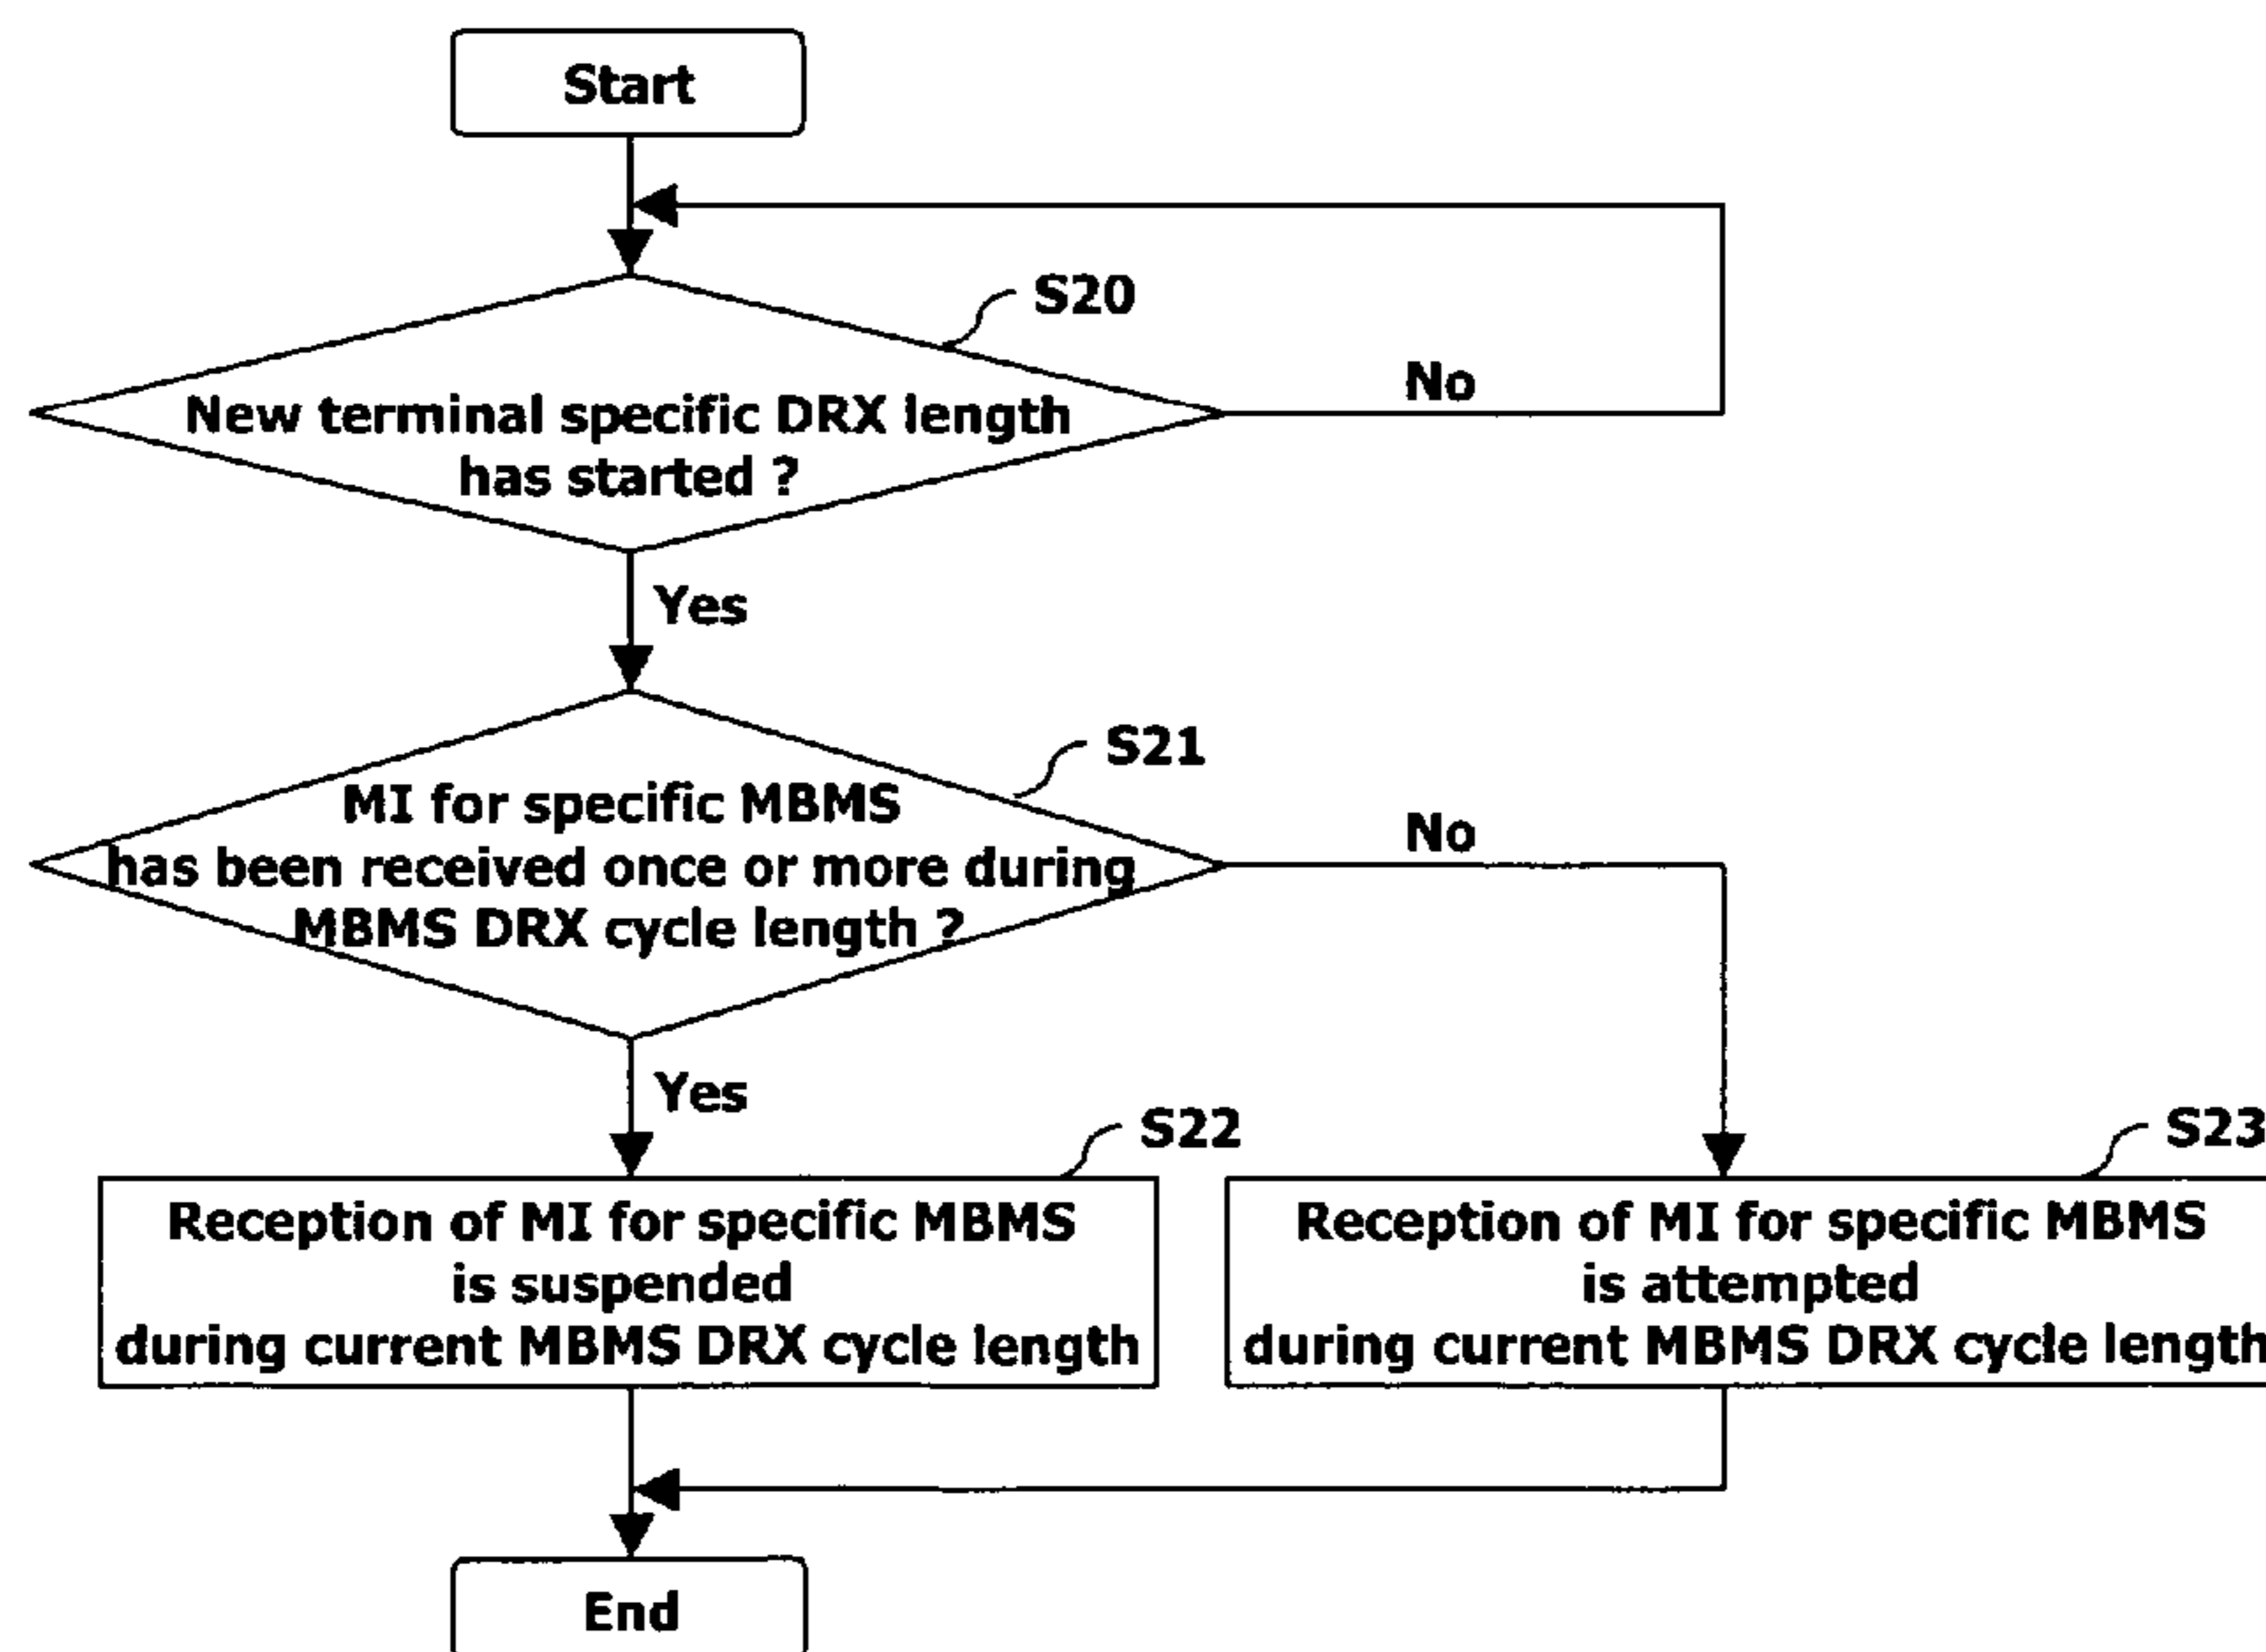 Start
S20
No
New terminal specific DRX length
has started ?
Yes
S21
MI for specific MBMS
has been received once or more during
MBMS DRX cycle length ?
No
Yes
S22
S23
Reception of MI for specific MBMS
is suspended
during current MBMS DRX cycle length
Reception of MI for specific MBMS
is attempted
during current MBMS DRX cycle length
End